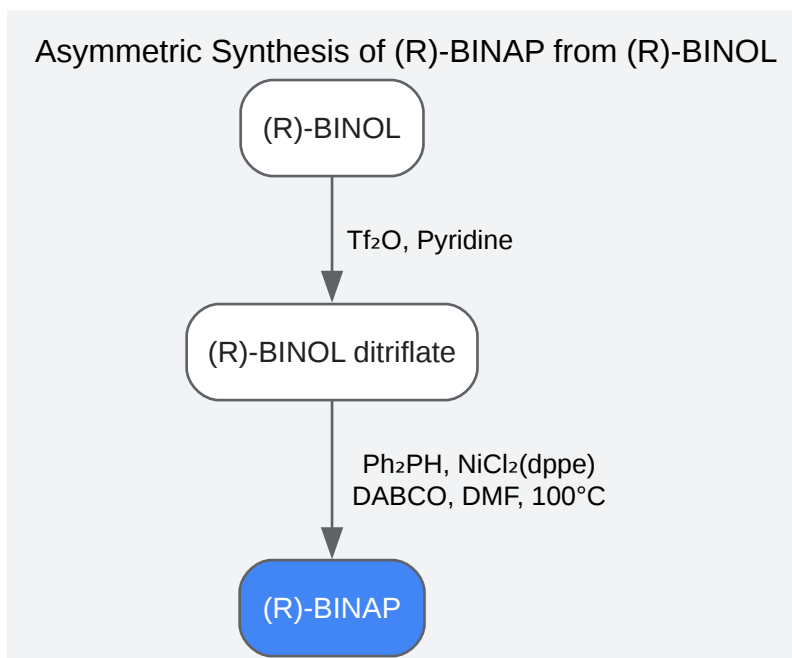 Asymmetric Synthesis of (R)-BINAP from (R)-BINOL
(R)-BINOL
Tf₂O, Pyridine
(R)-BINOL ditriflate
Ph₂PH, NiCl₂(dppe)
DABCO, DMF, 100°C
(R)-BINAP